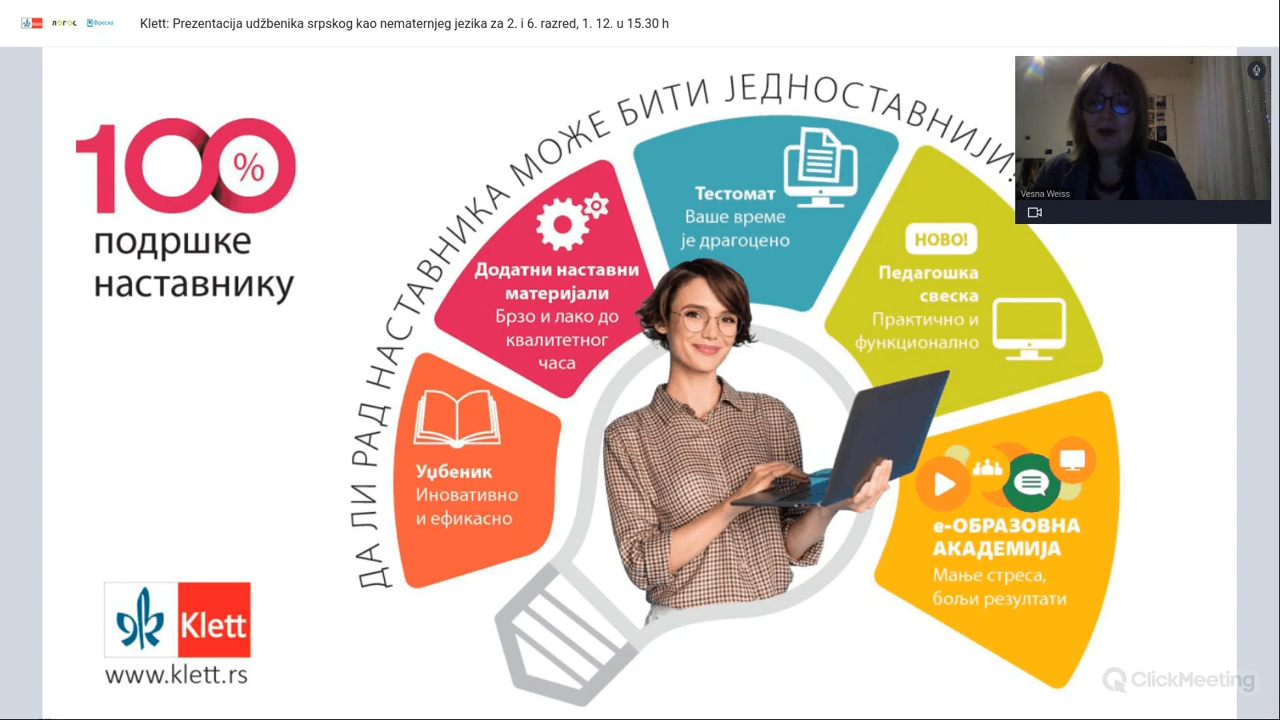 Klett
ЛОГОС
Фреска
Klett: Prezentacija udžbenika srpskog kao nematernjeg jezika za 2. i 6. razred, 1. 12. u 15.30 h
100%
подршке
наставнику
ДА ЛИ РАД НАСТАВНИКА МОЖЕ БИТИ ЈЕДНОСТАВНИЈИ?
Уџбеник
Иновативно
и ефикасно
Додатни наставни
материјали
Брзо и лако до
квалитетног
часа
Тестомат
Ваше време
је драгоцено
НОВО!
Педагошка
свеска
Практично и
функционално
е-ОБРАЗОВНА
АКАДЕМИЈА
Мање стреса,
бољи резултати
Vesna Weiss
Klett
www.klett.rs
ClickMeeting